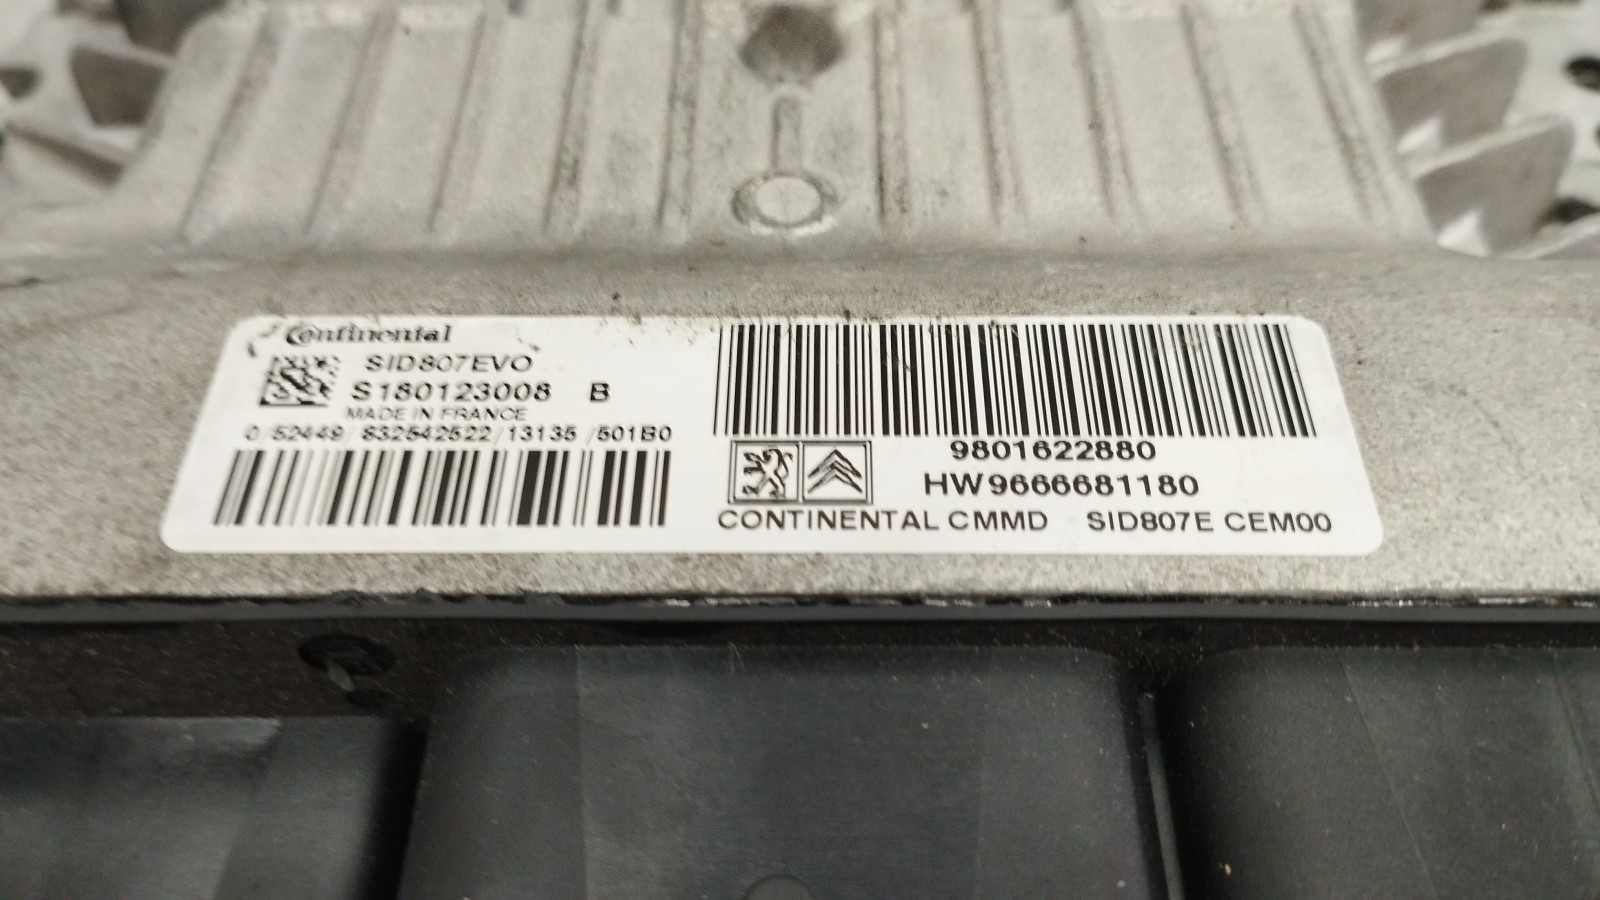 Continental
SID807EVO
S180123008 B
MADE IN FRANCE
0/52449/832542522/13135/501B0
9801622880
HW9666681180
CONTINENTAL CMMD SID807E CEM00